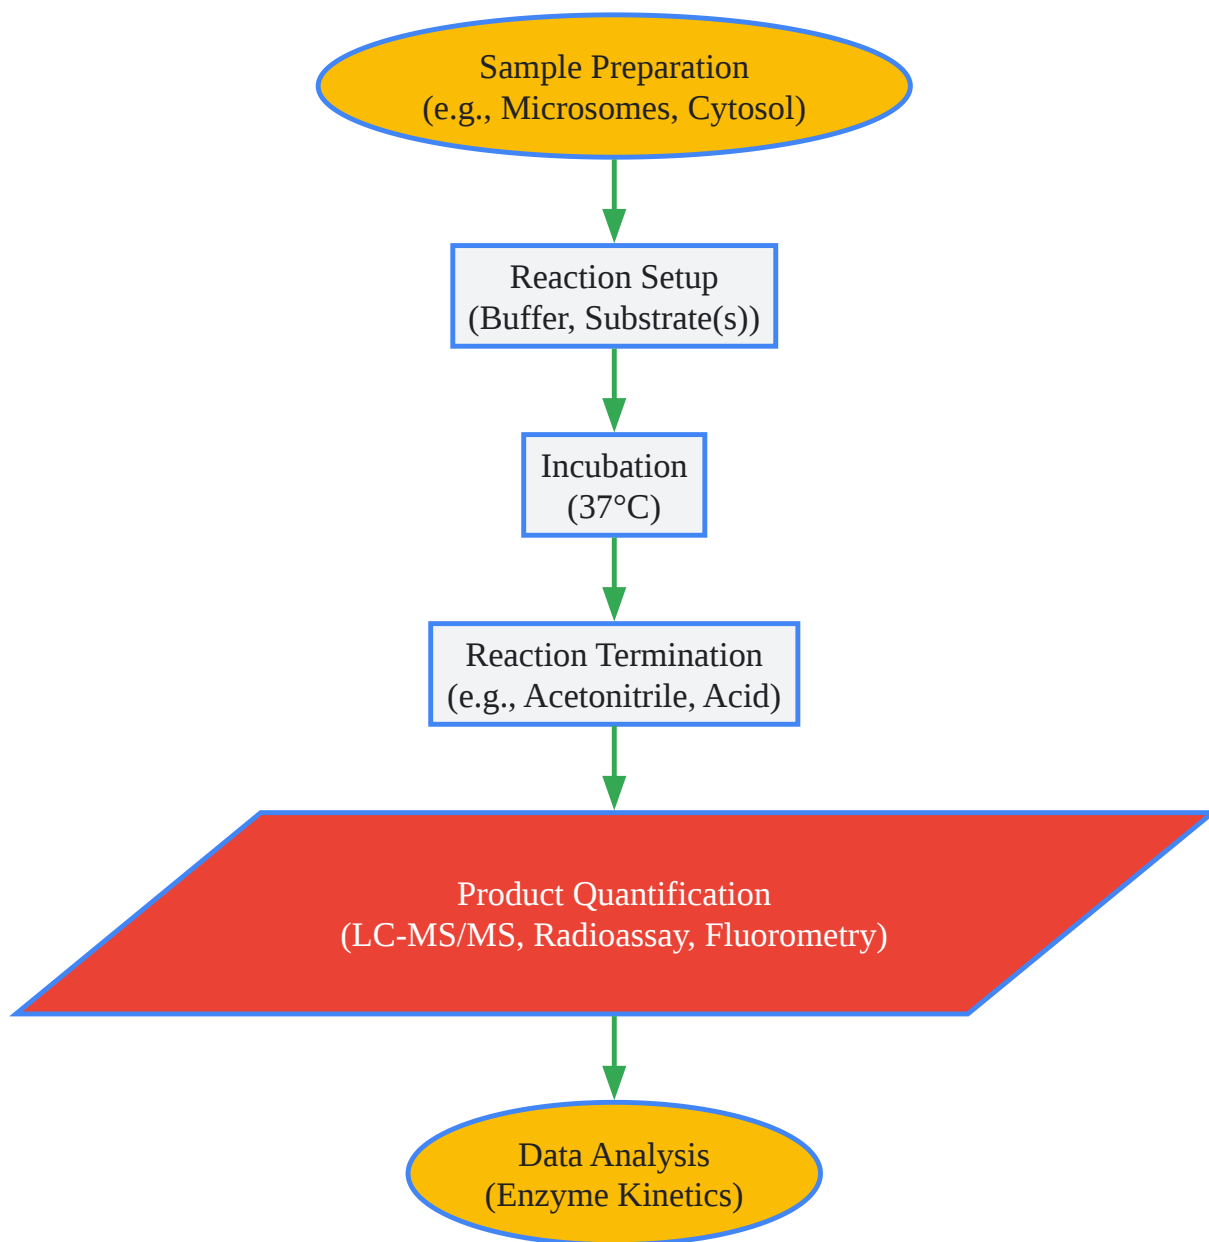 Sample Preparation
(e.g., Microsomes, Cytosol)
Reaction Setup
(Buffer, Substrate(s))
Incubation
(37°C)
Reaction Termination
(e.g., Acetonitrile, Acid)
Product Quantification
(LC-MS/MS, Radioassay, Fluorometry)
Data Analysis
(Enzyme Kinetics)